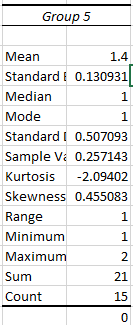 Group 5
Mean 1.4
Standard E 0.130931
Median 1
Mode 1
Standard D 0.507093
Sample Va 0.257143
Kurtosis -2.09402
Skewness 0.455083
Range 1
Minimum 1
Maximum 2
Sum 21
Count 15
0